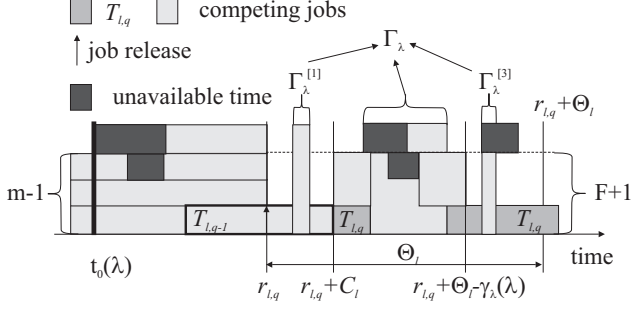 T_{l,q} competing jobs
job release
unavailable time
Γ_λ
Γ_λ^{[1]} Γ_λ^{[3]}
r_{l,q}+Θ_l
m-1 F+1
T_{l,q-1} T_{l,q} T_{l,q}
t_0(λ) Θ_l time
r_{l,q} r_{l,q}+C_l r_{l,q}+Θ_l-γ_λ(λ)